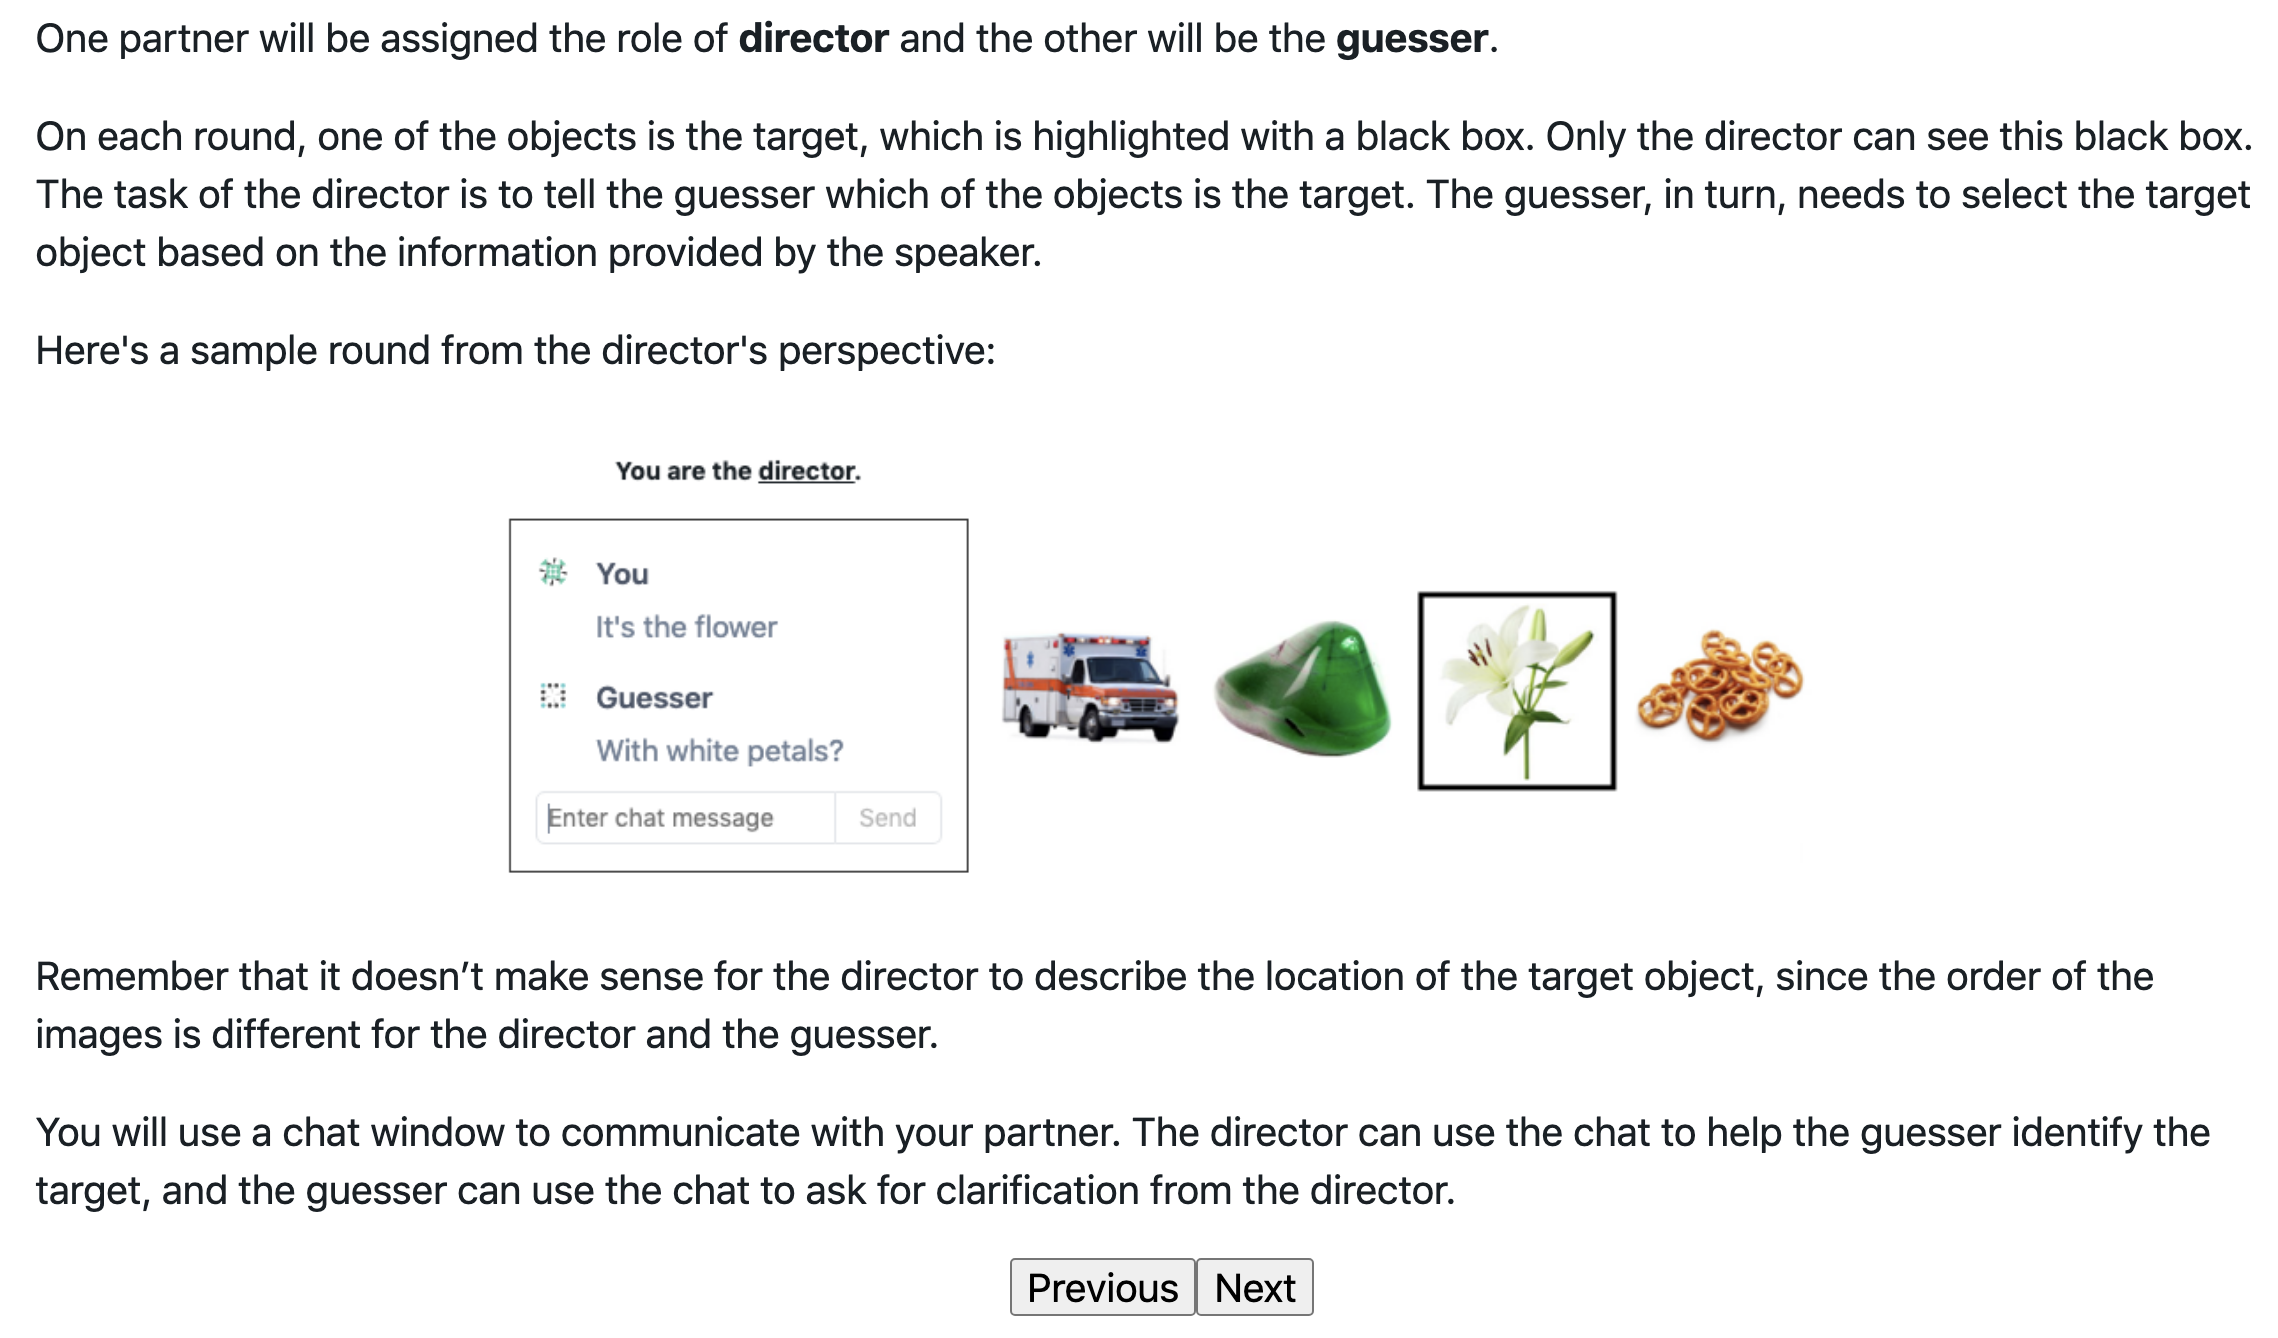 One partner will be assigned the role of director and the other will be the guesser.
On each round, one of the objects is the target, which is highlighted with a black box. Only the director can see this black box.
The task of the director is to tell the guesser which of the objects is the target. The guesser, in turn, needs to select the target
object based on the information provided by the speaker.
Here's a sample round from the director's perspective:
You are the director.
You
It's the flower
Guesser
With white petals?
Enter chat message
Send
Remember that it doesn’t make sense for the director to describe the location of the target object, since the order of the
images is different for the director and the guesser.
You will use a chat window to communicate with your partner. The director can use the chat to help the guesser identify the
target, and the guesser can use the chat to ask for clarification from the director.
Previous
Next